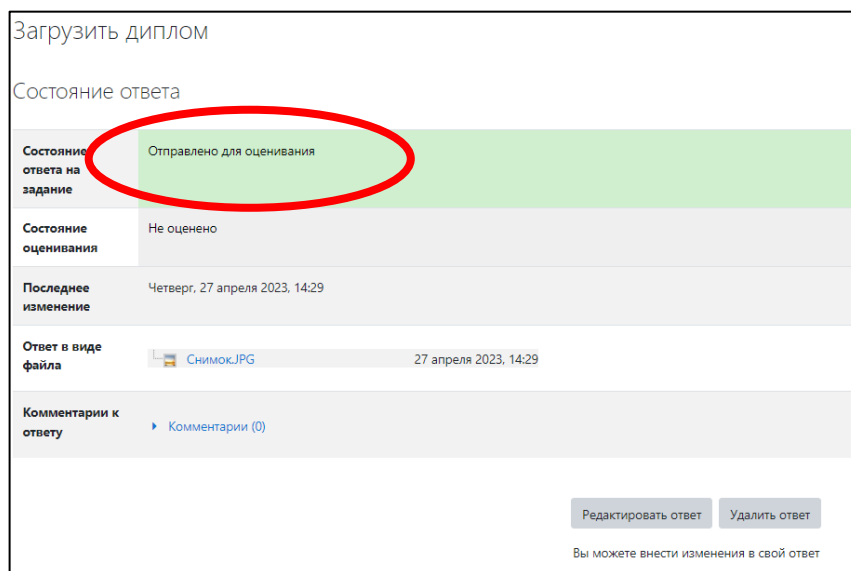 Загрузить диплом
Состояние ответа
Состояние
ответа на
задание
Отправлено для оценивания
Состояние
оценивания
Не оценено
Последнее
изменение
Четверг, 27 апреля 2023, 14:29
Ответ в виде
файла
Снимок.JPG 27 апреля 2023, 14:29
Комментарии к
ответу
Комментарии (0)
Редактировать ответ Удалить ответ
Вы можете внести изменения в свой ответ